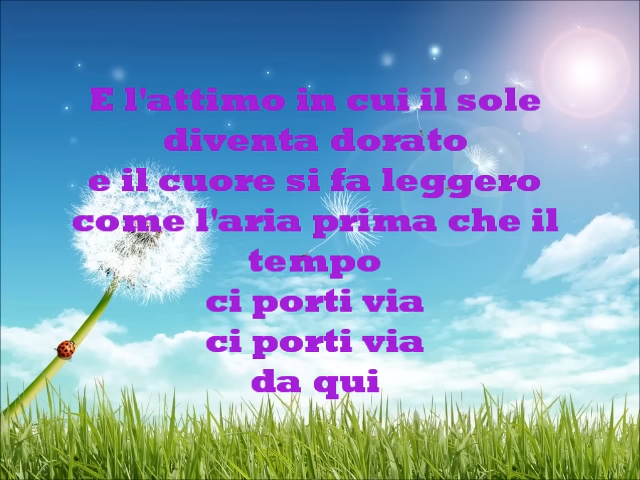 E l'attimo in cui il sole
diventa dorato
e il cuore si fa leggero
come l'aria prima che il
tempo
ci porti via
ci porti via
da qui